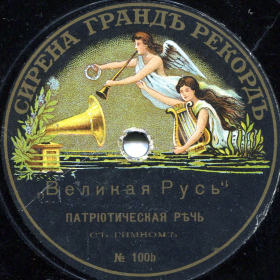 СИРЕНА ГРАНДЪ РЕКОРДЪ
„Великая Русь“
ПАТРІОТИЧЕСКАЯ РѢЧЬ
СЪ ГИМНОМЪ
№ 100b